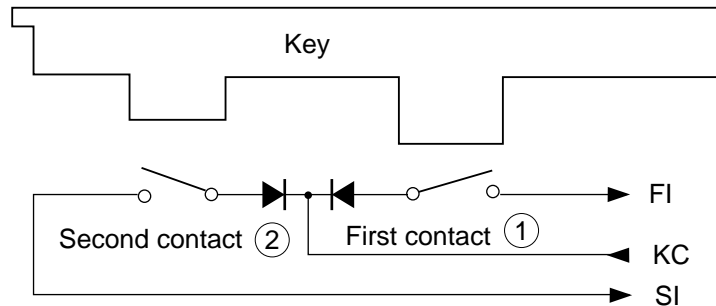 Key
FI
Second contact ②
First contact ①
KC
SI